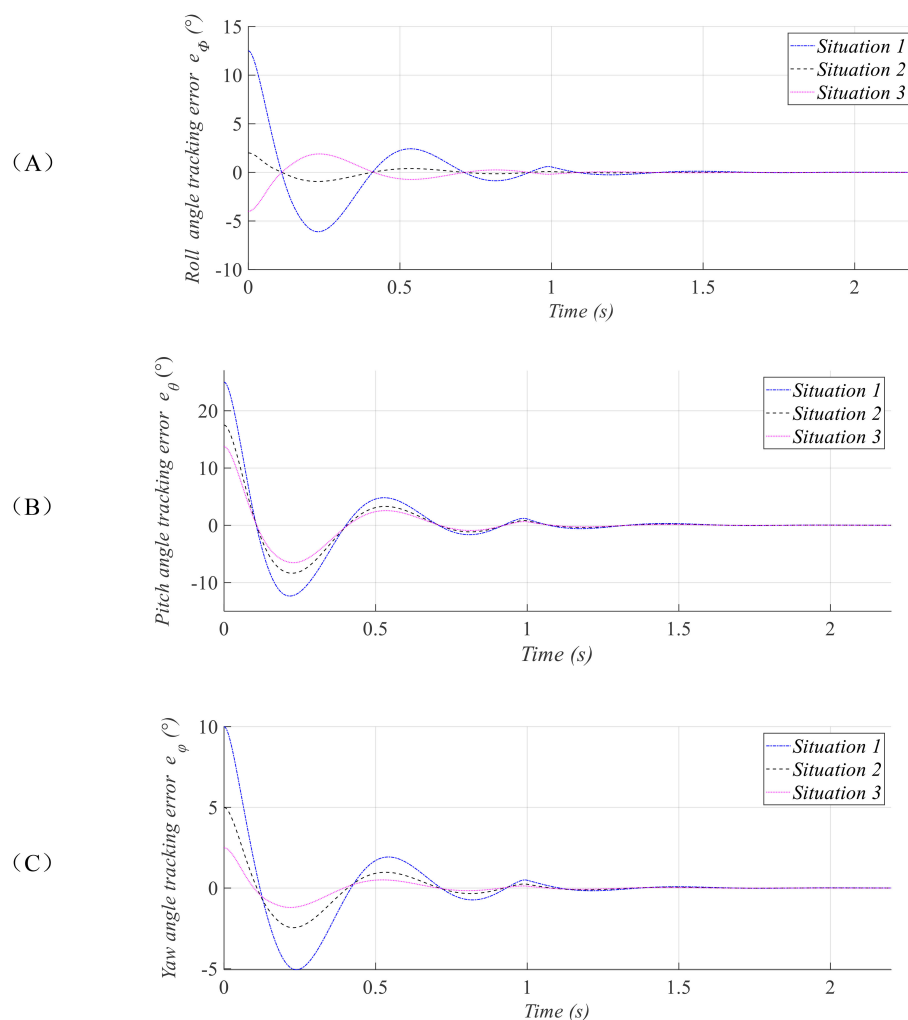 (A)
Roll angle tracking error e_Φ (°)
15
10
5
0
-5
-10
0 0.5 1 1.5 2
Time (s)
Situation 1
Situation 2
Situation 3
(B)
Pitch angle tracking error e_θ (°)
20
10
0
-10
0 0.5 1 1.5 2
Time (s)
Situation 1
Situation 2
Situation 3
(C)
Yaw angle tracking error e_φ (°)
10
5
0
-5
0 0.5 1 1.5 2
Time (s)
Situation 1
Situation 2
Situation 3